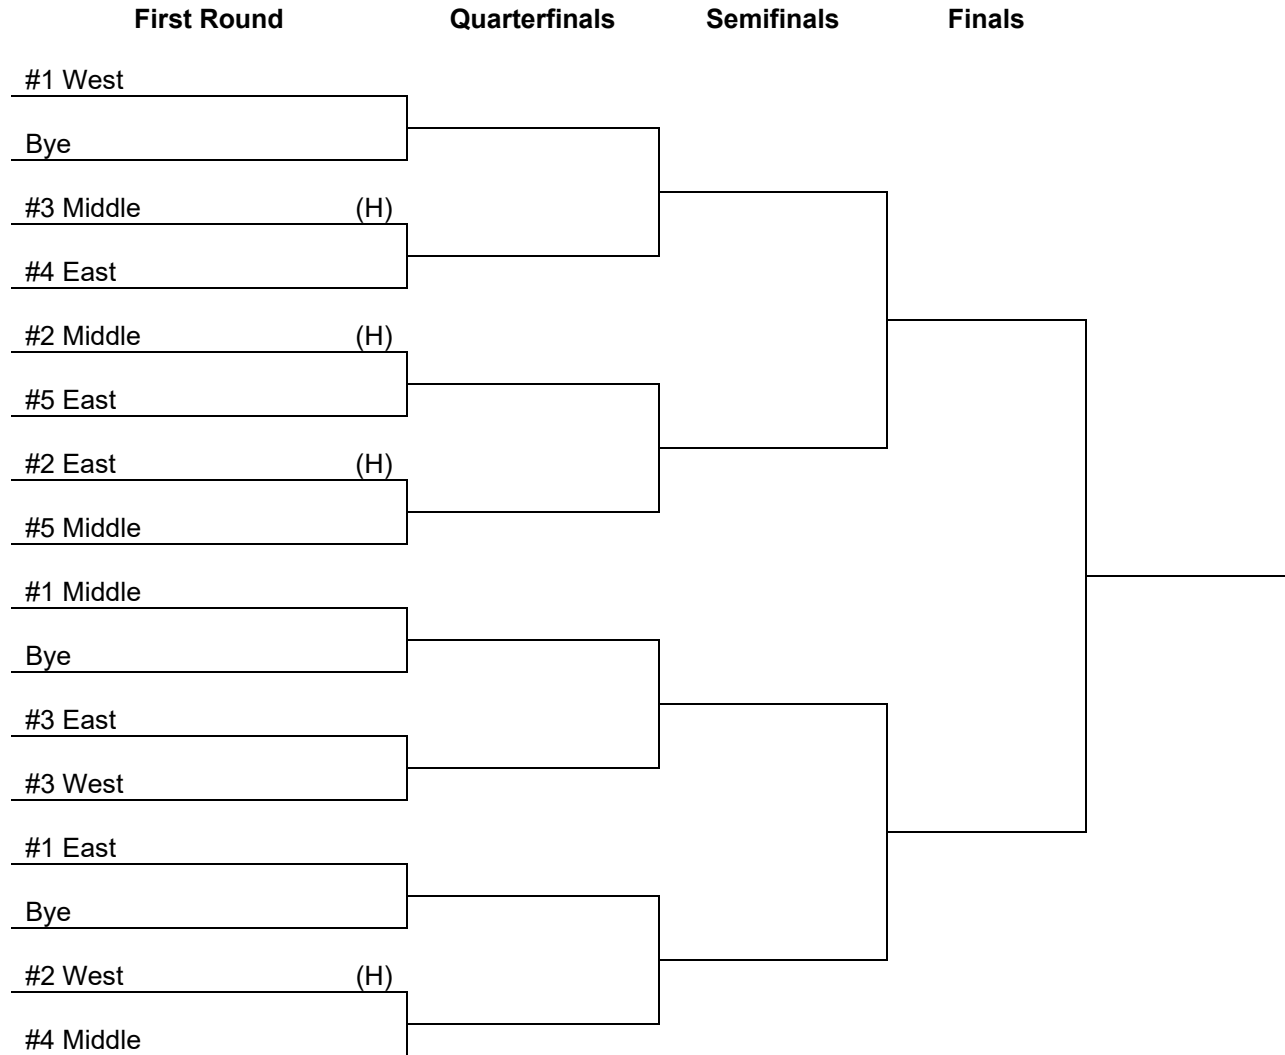 First Round Quarterfinals Semifinals Finals
#1 West
Bye
#3 Middle (H)
#4 East
#2 Middle (H)
#5 East
#2 East (H)
#5 Middle
#1 Middle
Bye
#3 East
#3 West
#1 East
Bye
#2 West (H)
#4 Middle